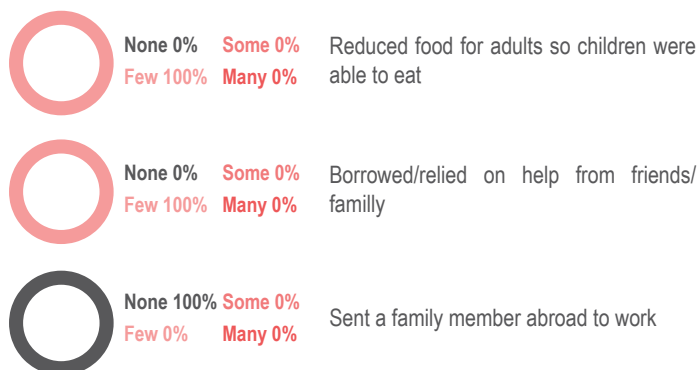 None 0% Some 0%
Few 100% Many 0%
Reduced food for adults so children were
able to eat
None 0% Some 0%
Few 100% Many 0%
Borrowed/relied on help from friends/
familly
None 100% Some 0%
Few 0% Many 0%
Sent a family member abroad to work